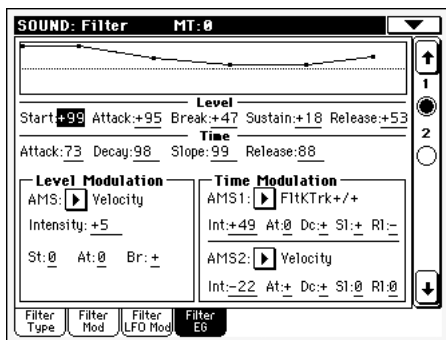 SOUND: Filter MT:0
Level
Start:+99 Attack:+95 Break:+47 Sustain:+18 Release:+53
1
Time
2
Attack:73 Decay:98 Slope:99 Release:88
Level Modulation
AMS: Velocity
Intensity:+5
St:0 At:0 Br:+
Time Modulation
AMS1: FltKTrk+/+
Int:+49 At:0 Dc:+ Sl:+ Rl:-
AMS2: Velocity
Int:-22 At:+ Dc:+ Sl:0 Rl:0
Filter Type
Filter Mod
Filter LFO Mod
Filter EG